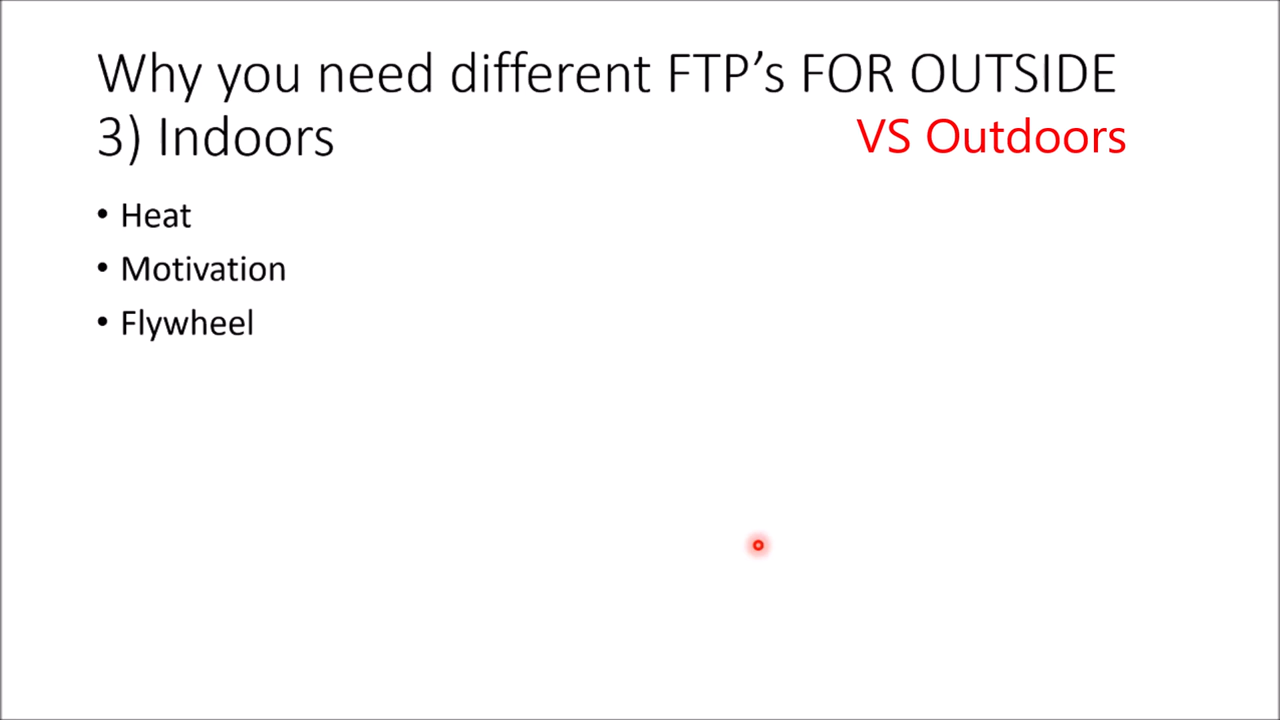 Why you need different FTP’s FOR OUTSIDE
3) Indoors VS Outdoors
• Heat
• Motivation
• Flywheel